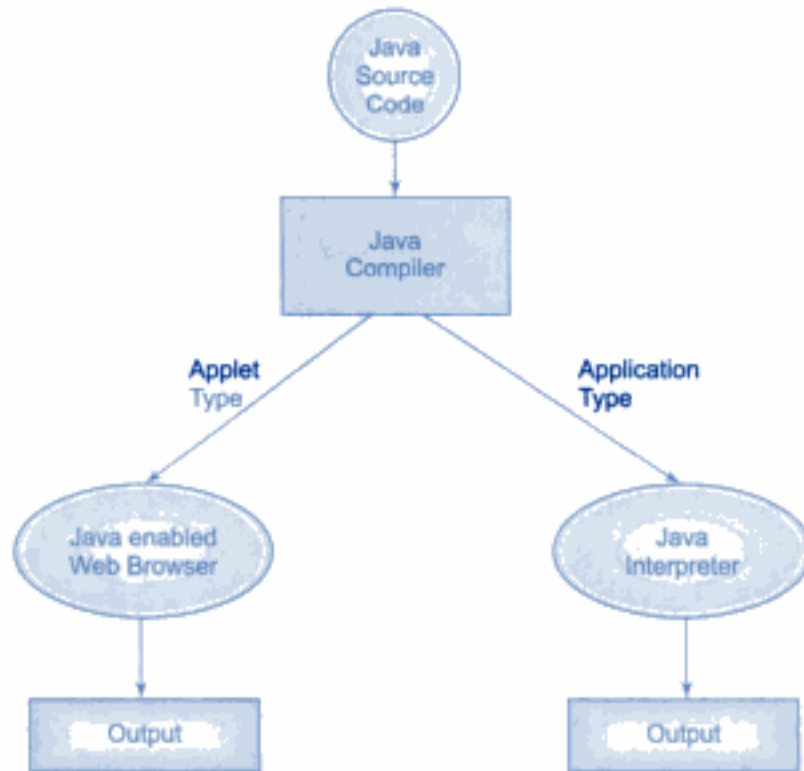 Java
Source
Code
Java
Compiler
Applet
Type
Application
Type
Java enabled
Web Browser
Java
Interpreter
Output
Output